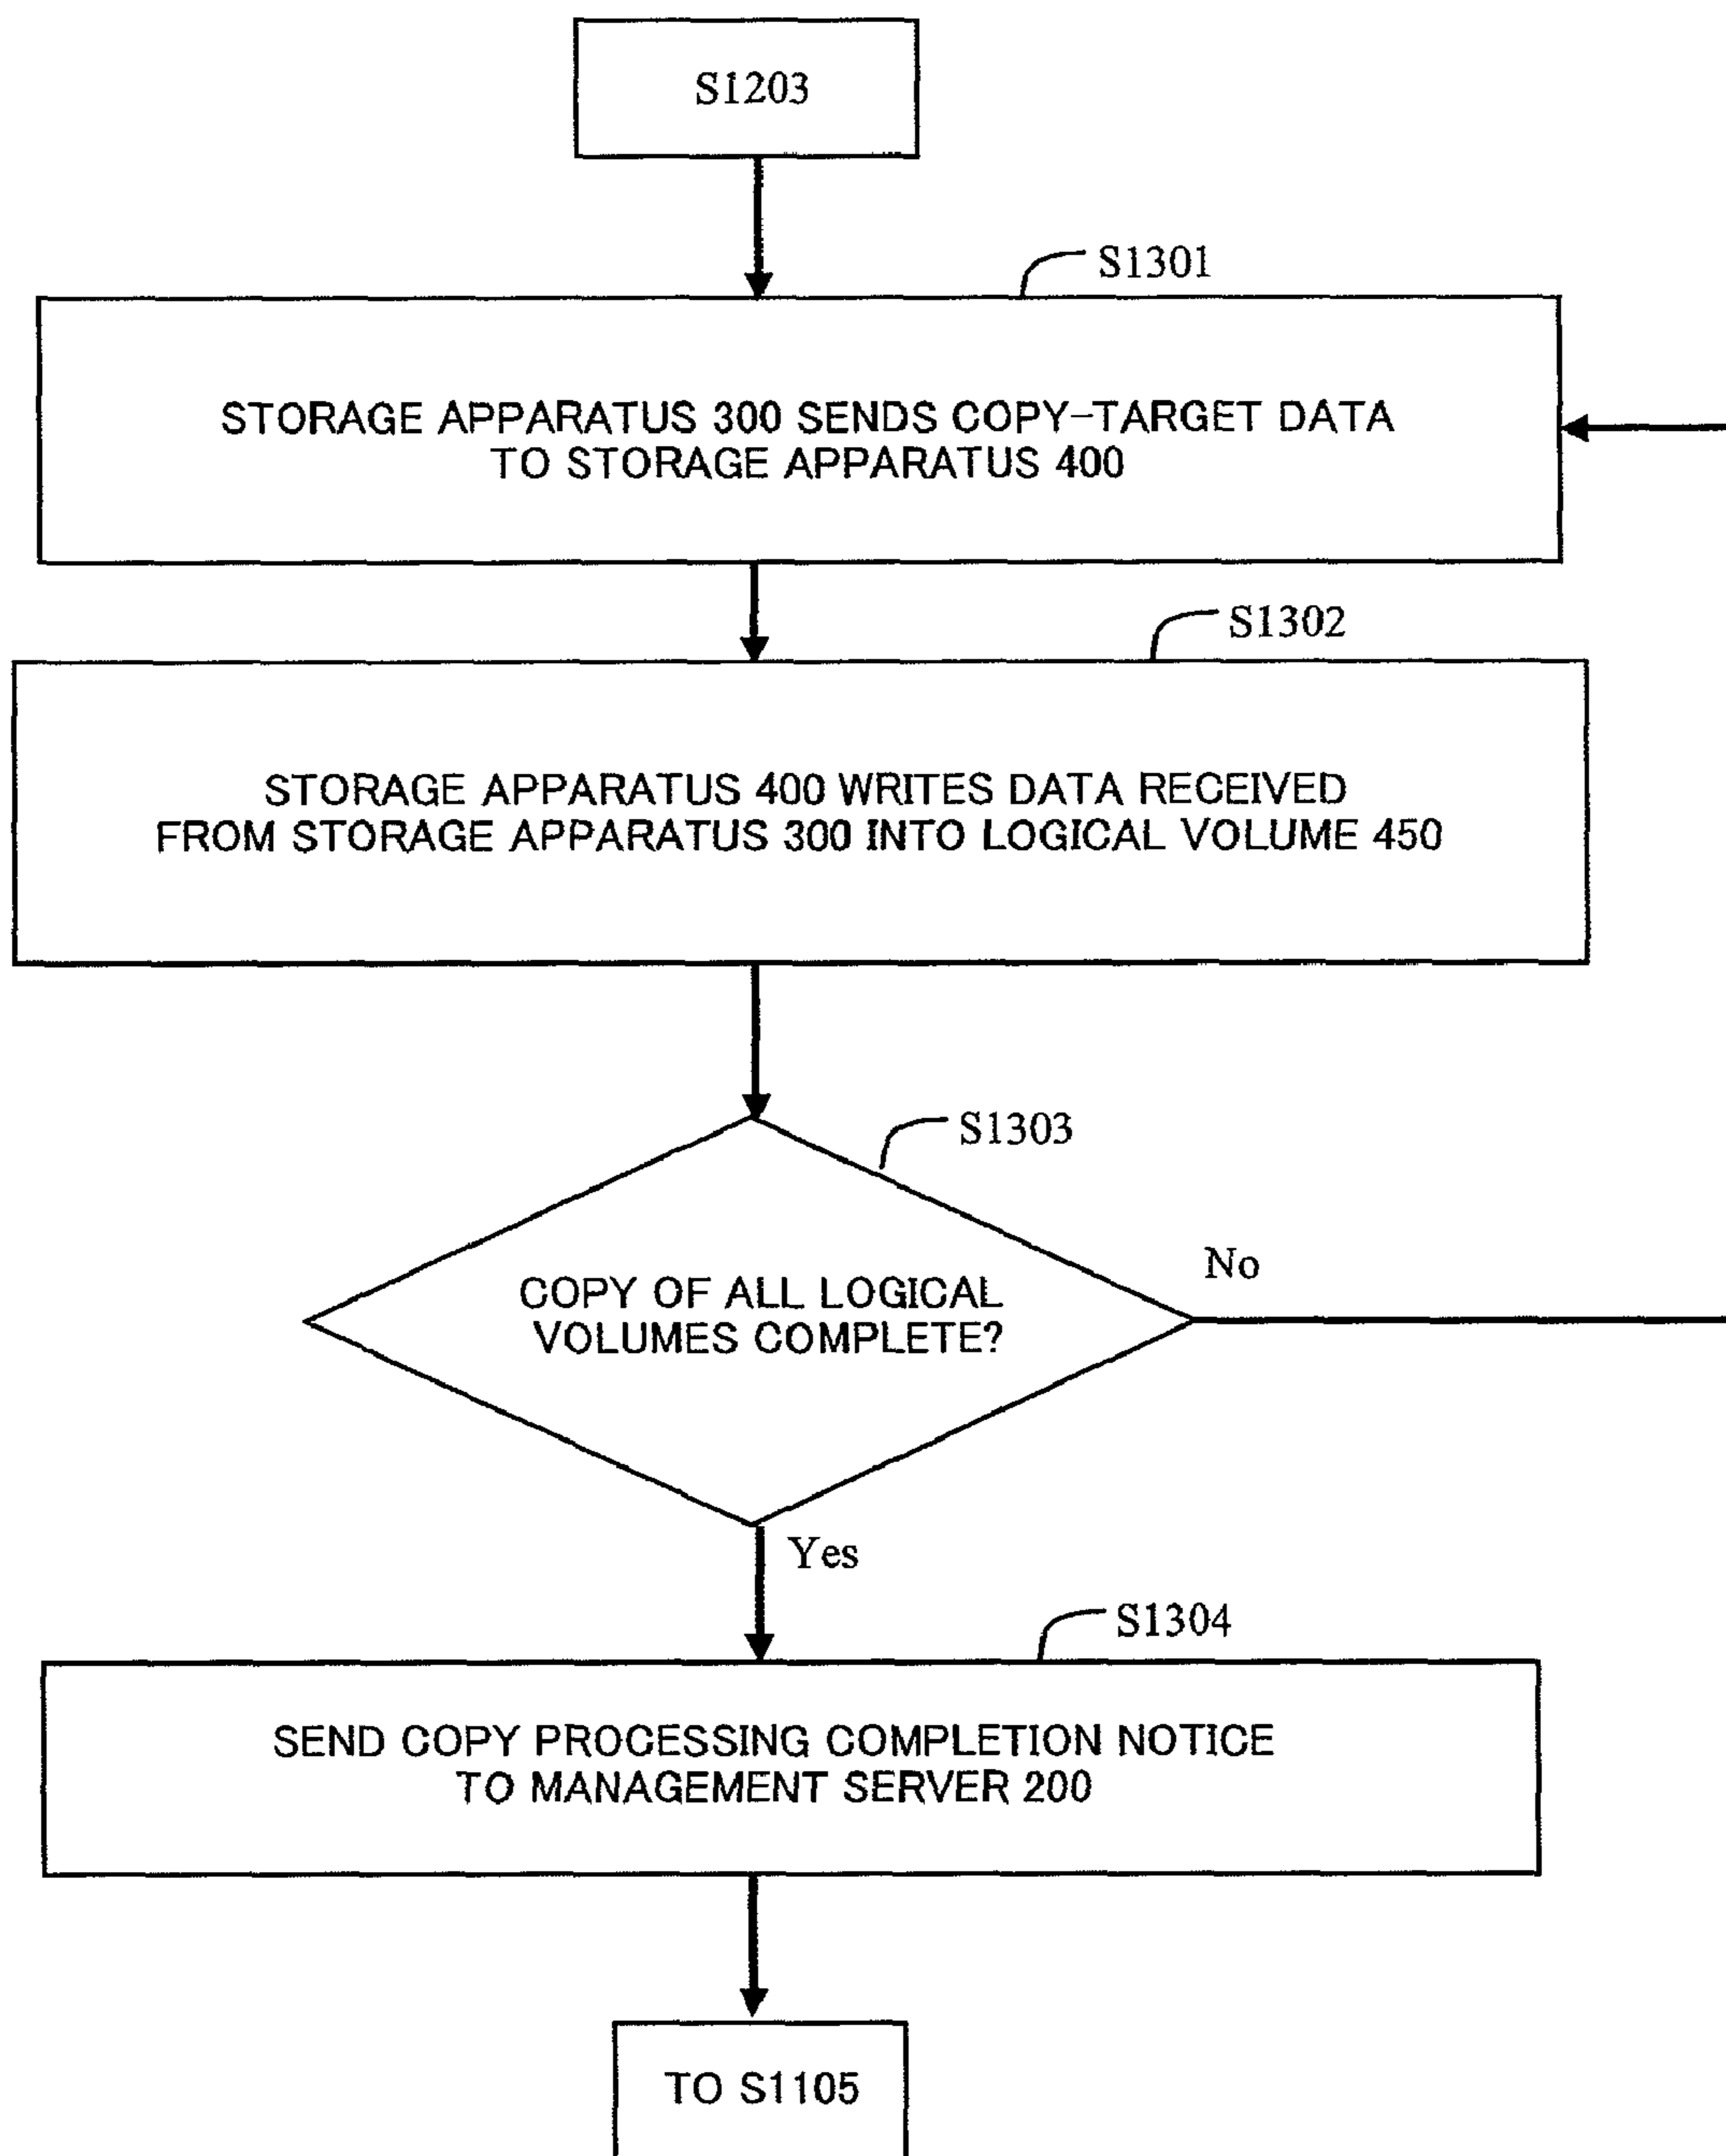 S1203
S1301
STORAGE APPARATUS 300 SENDS COPY-TARGET DATA
TO STORAGE APPARATUS 400
S1302
STORAGE APPARATUS 400 WRITES DATA RECEIVED
FROM STORAGE APPARATUS 300 INTO LOGICAL VOLUME 450
S1303
COPY OF ALL LOGICAL
VOLUMES COMPLETE?
No
Yes
S1304
SEND COPY PROCESSING COMPLETION NOTICE
TO MANAGEMENT SERVER 200
TO S1105